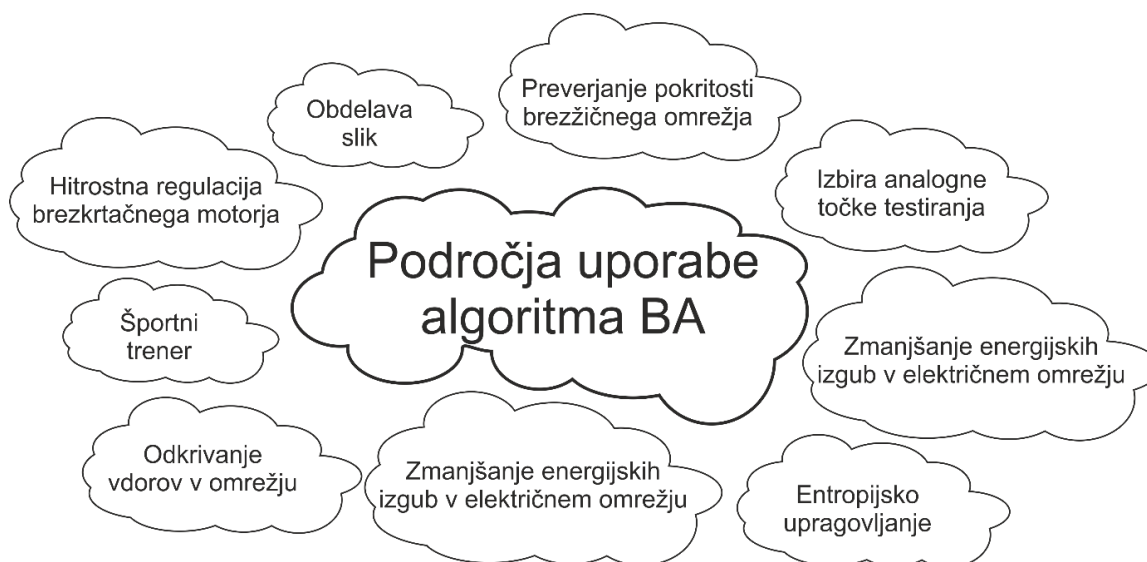 Preverjanje pokritosti
brezžičnega omrežja
Obdelava
slik
Hitrostna regulacija
brezkrtačnega motorja
Izbira analogne
točke testiranja
Področja uporabe
algoritma BA
Športni
trener
Zmanjšanje energijskih
izgub v električnem omrežju
Odkrivanje
vdorov v omrežju
Zmanjšanje energijskih
izgub v električnem omrežju
Entropijsko
upragovljanje